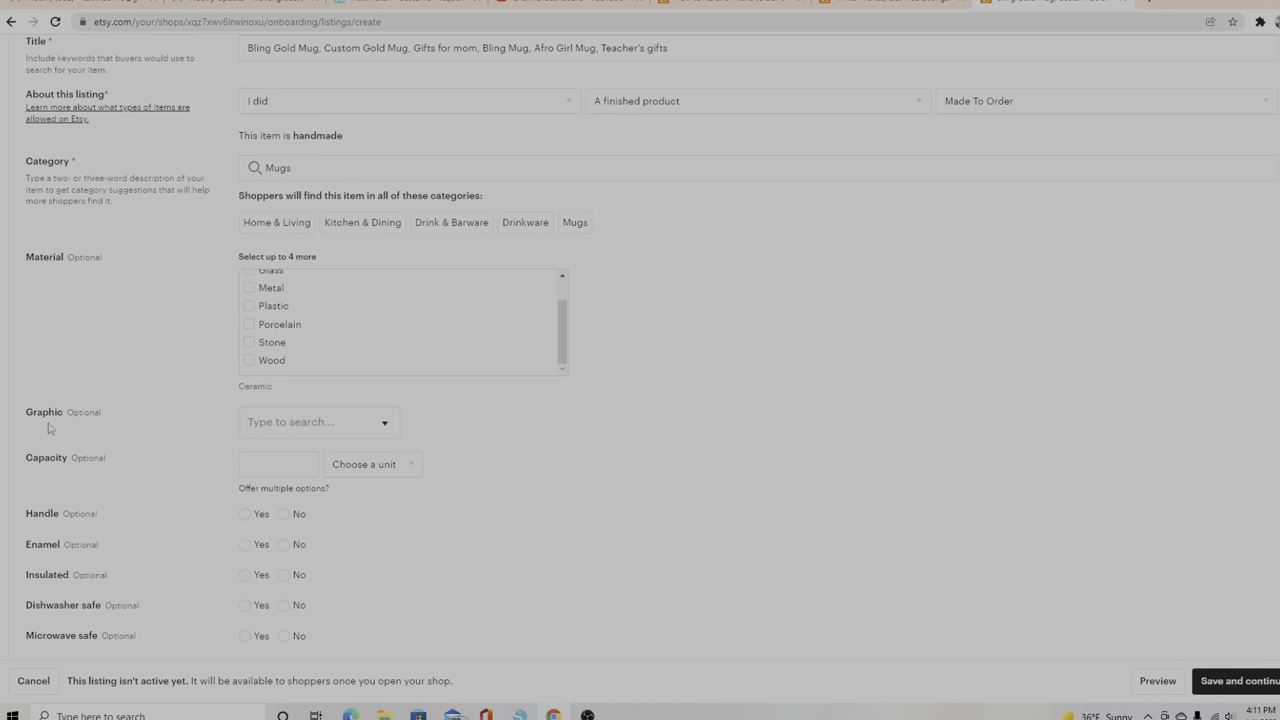 etsy.com/your/shops/xqz7xwv6lrwinoxu/onboarding/listings/create
Title *
Include keywords that buyers would use to search for your item.
Bling Gold Mug, Custom Gold Mug, Gifts for mom, Bling Mug, Afro Girl Mug, Teacher's gifts
About this listing*
Learn more about what types of items are allowed on Etsy.
I did
A finished product
Made To Order
This item is handmade
Category *
Type a two- or three-word description of your item to get category suggestions that will help more shoppers find it.
Mugs
Shoppers will find this item in all of these categories:
Home & Living Kitchen & Dining Drink & Barware Drinkware Mugs
Material Optional
Select up to 4 more
Glass
Metal
Plastic
Porcelain
Stone
Wood
Ceramic
Graphic Optional
Type to search...
Capacity Optional
Choose a unit
Offer multiple options?
Handle Optional Yes No
Enamel Optional Yes No
Insulated Optional Yes No
Dishwasher safe Optional Yes No
Microwave safe Optional Yes No
Cancel This listing isn't active yet. It will be available to shoppers once you open your shop. Preview Save and continu
Type here to search
36°F Sunny
4:11 PM